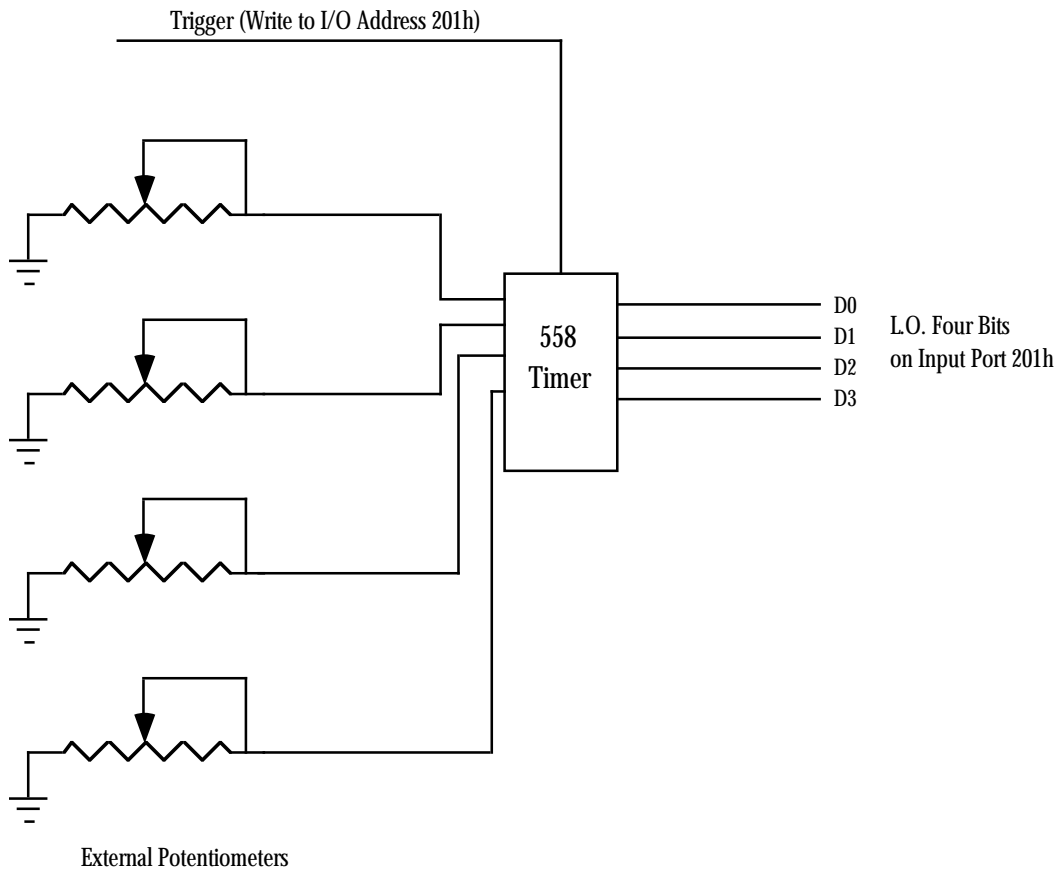 Trigger (Write to I/O Address 201h)
558
Timer
D0
D1
D2
D3
L.O. Four Bits
on Input Port 201h
External Potentiometers